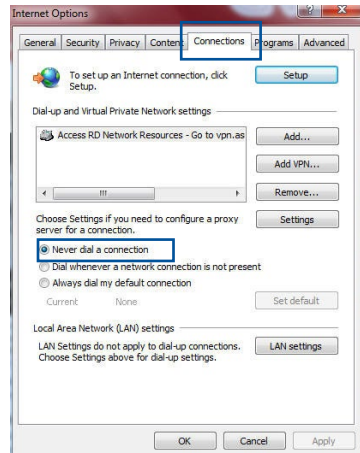 Internet Options
General Security Privacy Content Connections Programs Advanced
To set up an Internet connection, click
Setup.
Setup
Dial-up and Virtual Private Network settings
Access RD Network Resources - Go to vpn.as
Add...
Add VPN...
Remove...
Choose Settings if you need to configure a proxy
server for a connection.
Settings
Never dial a connection
Dial whenever a network connection is not present
Always dial my default connection
Current None
Set default
Local Area Network (LAN) settings
LAN Settings do not apply to dial-up connections.
Choose Settings above for dial-up settings.
LAN settings
OK Cancel Apply